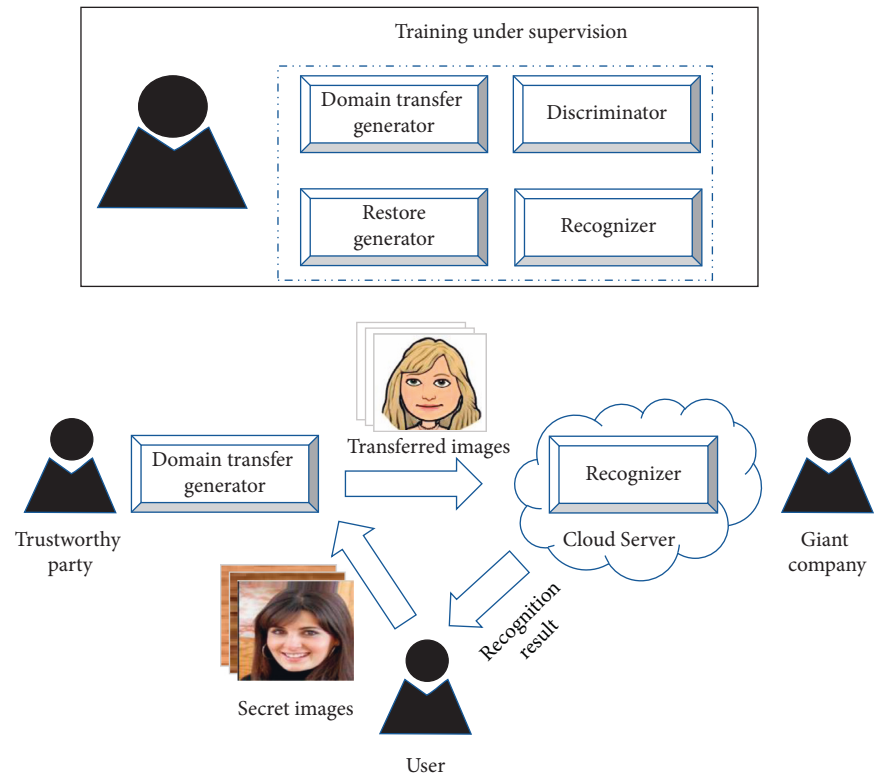 Training under supervision
Domain transfer
generator
Discriminator
Restore
generator
Recognizer
Transferred images
Domain transfer
generator
Recognizer
Cloud Server
Trustworthy
party
Giant
company
Recognition
result
Secret images
User